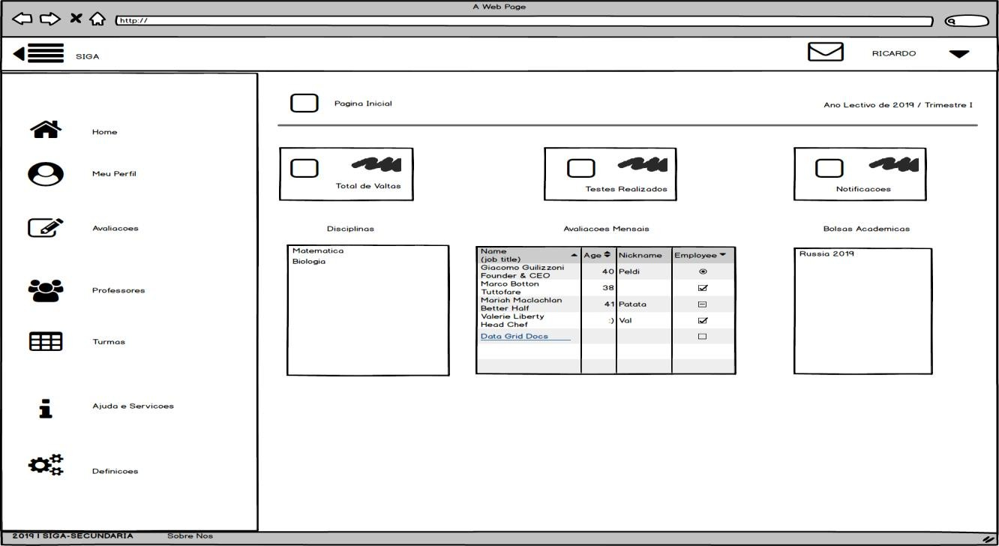 A Web Page
http://
SIGA
RICARDO
Pagina Inicial
Ano Lectivo de 2019 / Trimestre I
Home
Meu Perfil
Avaliacoes
Professores
Turmas
Ajuda e Servicoes
Definicoes
Total de Valtas
Testes Realizados
Notificacoes
Disciplinas
Matematica
Biologia
Avaliacoes Mensais
Name
(job title)
Age
Nickname
Employee
Giacomo Guilizzoni
Founder & CEO
40
Peldi
Marco Botton
Tuttofare
38
Mariah Maclachlan
Better Half
41
Patata
Valerie Liberty
Head Chef
:)
Val
Data Grid Docs
Bolsas Academicas
Russia 2019
2019 | SIGA-SECUNDARIA
Sobre Nos